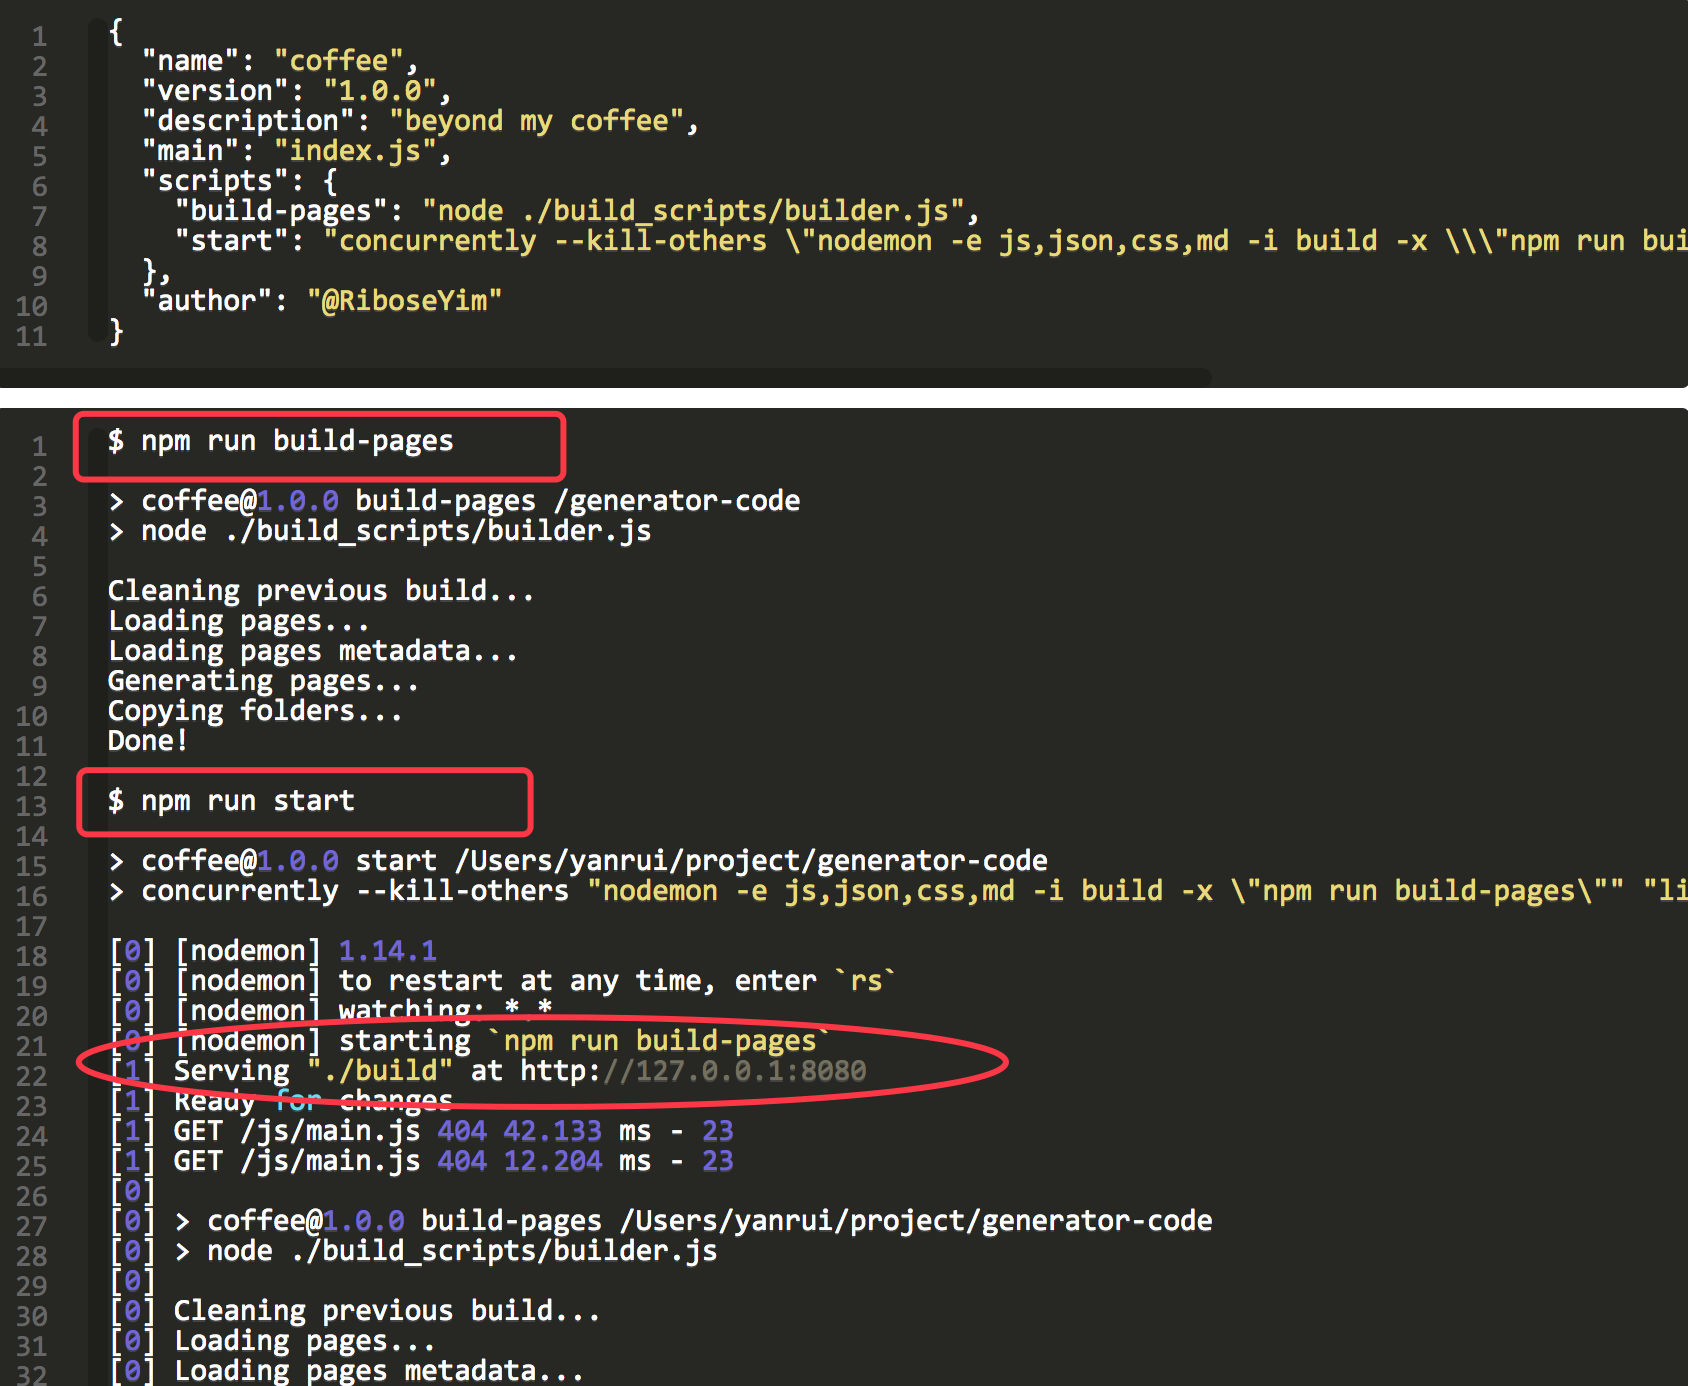 1 {
2 "name": "coffee",
3 "version": "1.0.0",
4 "description": "beyond my coffee",
5 "main": "index.js",
6 "scripts": {
7 "build-pages": "node ./build_scripts/builder.js",
8 "start": "concurrently --kill-others \"nodemon -e js,json,css,md -i build -x \\\"npm run bui
9 },
10 "author": "@RiboseYim"
11 }
1 $ npm run build-pages
2
3 > coffee@1.0.0 build-pages /generator-code
4 > node ./build_scripts/builder.js
5
6 Cleaning previous build...
7 Loading pages...
8 Loading pages metadata...
9 Generating pages...
10 Copying folders...
11 Done!
12
13 $ npm run start
14
15 > coffee@1.0.0 start /Users/yanrui/project/generator-code
16 > concurrently --kill-others "nodemon -e js,json,css,md -i build -x \"npm run build-pages\"" "li
17
18 [0] [nodemon] 1.14.1
19 [0] [nodemon] to restart at any time, enter `rs`
20 [0] [nodemon] watching: *.*
21 [0] [nodemon] starting `npm run build-pages`
22 [1] Serving "./build" at http://127.0.0.1:8080
23 [1] Ready for changes
24 [1] GET /js/main.js 404 42.133 ms - 23
25 [1] GET /js/main.js 404 12.204 ms - 23
26 [0]
27 [0] > coffee@1.0.0 build-pages /Users/yanrui/project/generator-code
28 [0] > node ./build_scripts/builder.js
29 [0]
30 [0] Cleaning previous build...
31 [0] Loading pages...
32 [0] Loading pages metadata...